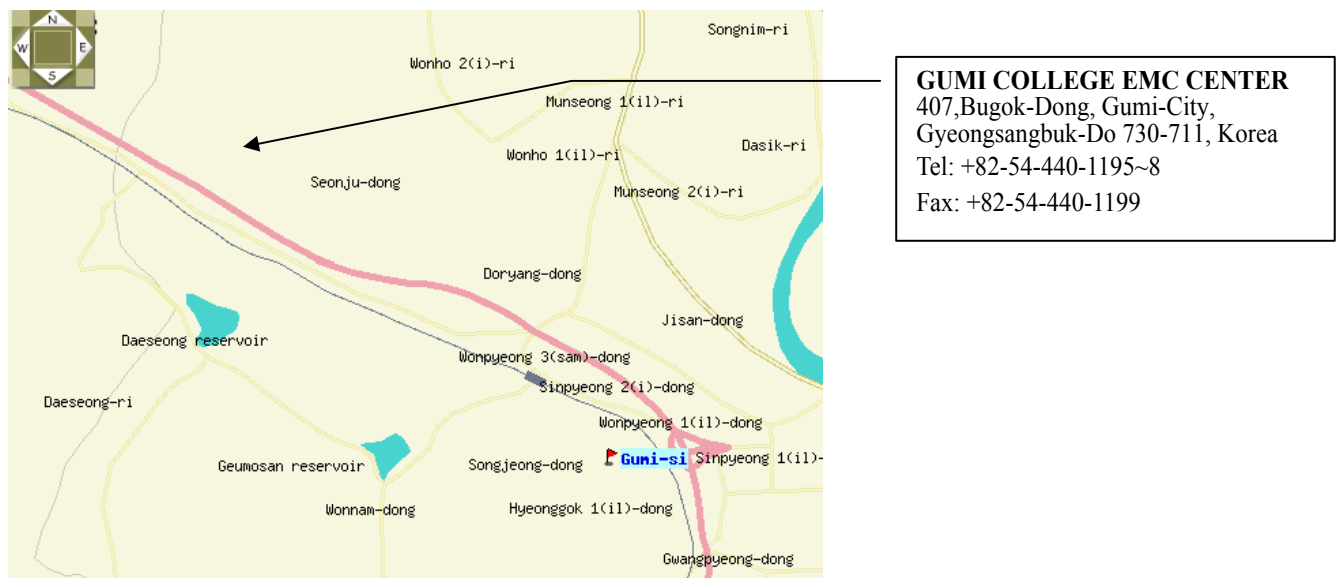 N
W
E
S
Songnim-ri
Wonho 2(i)-ri
Munseong 1(il)-ri
Dasik-ri
Wonho 1(il)-ri
Seonju-dong
Munseong 2(i)-ri
Doryang-dong
Jisan-dong
Daeseong reservoir
Wonpyeong 3(sam)-dong
Sinpyeong 2(i)-dong
Daeseong-ri
Wonpyeong 1(il)-dong
Gumi-si
Sinpyeong 1(il)-
Geumosan reservoir
Songjeong-dong
Wonnam-dong
Hyeonggok 1(il)-dong
Gwangpyeong-dong
GUMI COLLEGE EMC CENTER
407,Bugok-Dong, Gumi-City,
Gyeongsangbuk-Do 730-711, Korea
Tel: +82-54-440-1195~8
Fax: +82-54-440-1199